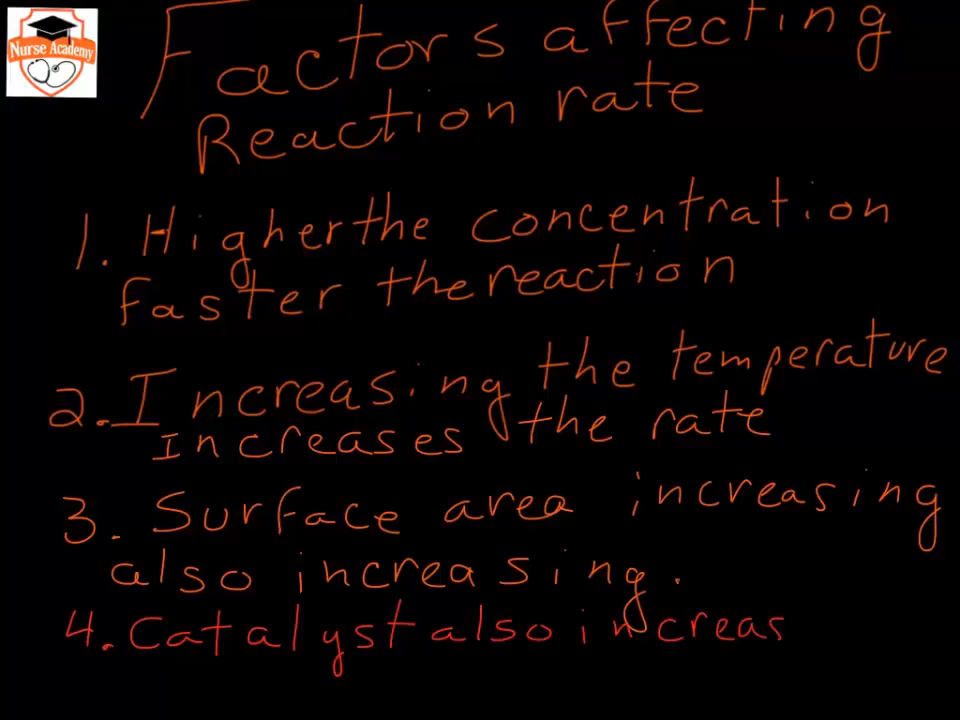 Nurse Academy
Factors affecting
Reaction rate
1. Higher the concentration
faster the reaction
2. Increasing the temperature
increases the rate
3. Surface area increasing
also increasing.
4. Catalyst also increas